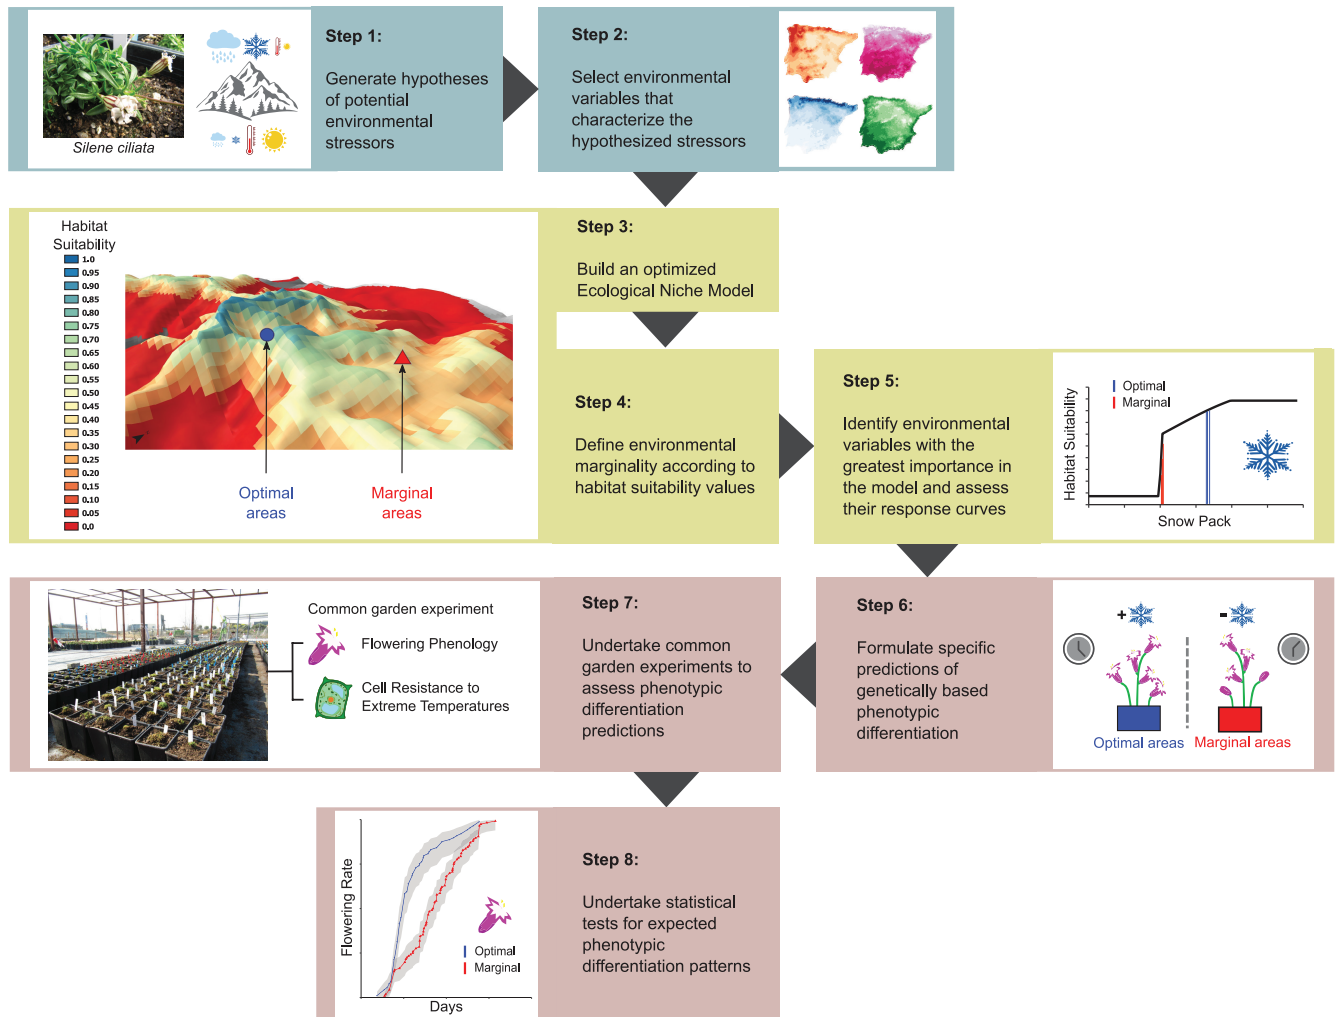 Silene ciliata
Step 1:
Generate hypotheses
of potential
environmental
stressors
Step 2:
Select environmental
variables that
characterize the
hypothesized stressors
Habitat
Suitability
1.0
0.95
0.90
0.85
0.80
0.75
0.70
0.65
0.60
0.55
0.50
0.45
0.40
0.35
0.30
0.25
0.20
0.15
0.10
0.05
0.0
Optimal
areas
Marginal
areas
Step 3:
Build an optimized
Ecological Niche Model
Step 4:
Define environmental
marginality according to
habitat suitability values
Step 5:
Identify environmental
variables with the
greatest importance in
the model and assess
their response curves
Habitat Suitability
Optimal
Marginal
Snow Pack
Step 6:
Formulate specific
predictions of
genetically based
phenotypic
differentiation
+
-
Optimal areas
Marginal areas
Step 7:
Undertake common
garden experiments to
assess phenotypic
differentiation
predictions
Common garden experiment
Flowering Phenology
Cell Resistance to
Extreme Temperatures
Flowering Rate
Optimal
Marginal
Days
Step 8:
Undertake statistical
tests for expected
phenotypic
differentiation patterns